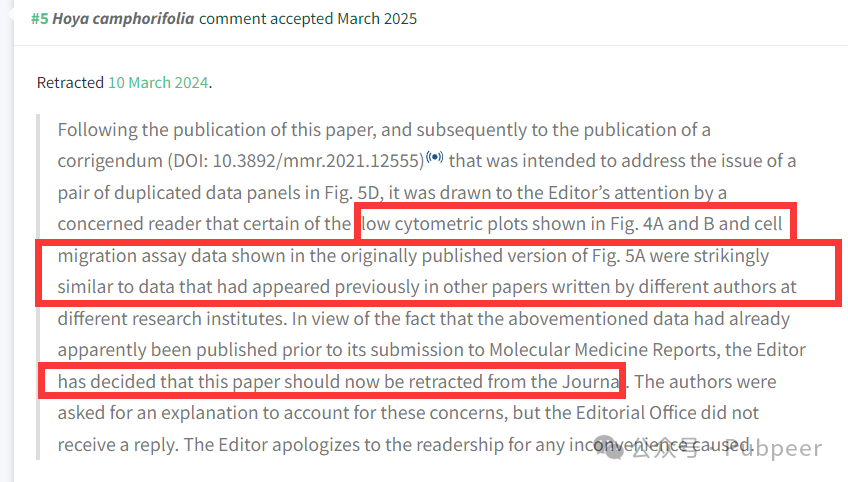 #5 Hoya camphorifolia comment accepted March 2025
Retracted 10 March 2024.
Following the publication of this paper, and subsequently to the publication of a
corrigendum (DOI: 10.3892/mmr.2021.12555) that was intended to address the issue of a
pair of duplicated data panels in Fig. 5D, it was drawn to the Editor's attention by a
concerned reader that certain of the flow cytometric plots shown in Fig. 4A and B and cell
migration assay data shown in the originally published version of Fig. 5A were strikingly
similar to data that had appeared previously in other papers written by different authors at
different research institutes. In view of the fact that the abovementioned data had already
apparently been published prior to its submission to Molecular Medicine Reports, the Editor
has decided that this paper should now be retracted from the Journal. The authors were
asked for an explanation to account for these concerns, but the Editorial Office did not
receive a reply. The Editor apologizes to the readership for any inconvenience caused.
公众号 · Pubpeer